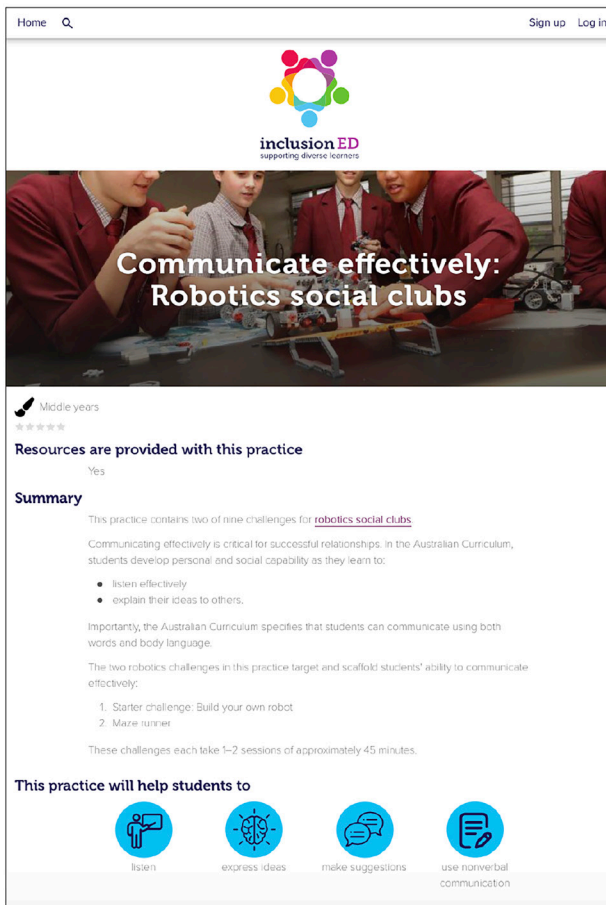 Home
Sign up Log in
inclusionED
supporting diverse learners
Communicate effectively:
Robotics social clubs
Middle years
Resources are provided with this practice
Yes
Summary
This practice contains two of nine challenges for robotics social clubs.
Communicating effectively is critical for successful relationships. In the Australian Curriculum,
students develop personal and social capability as they learn to:
• listen effectively
• explain their ideas to others.
Importantly, the Australian Curriculum specifies that students can communicate using both
words and body language.
The two robotics challenges in this practice target and scaffold students' ability to communicate
effectively:
1. Starter challenge: Build your own robot
2. Maze runner
These challenges each take 1–2 sessions of approximately 45 minutes.
This practice will help students to
listen express ideas make suggestions use nonverbal
communication